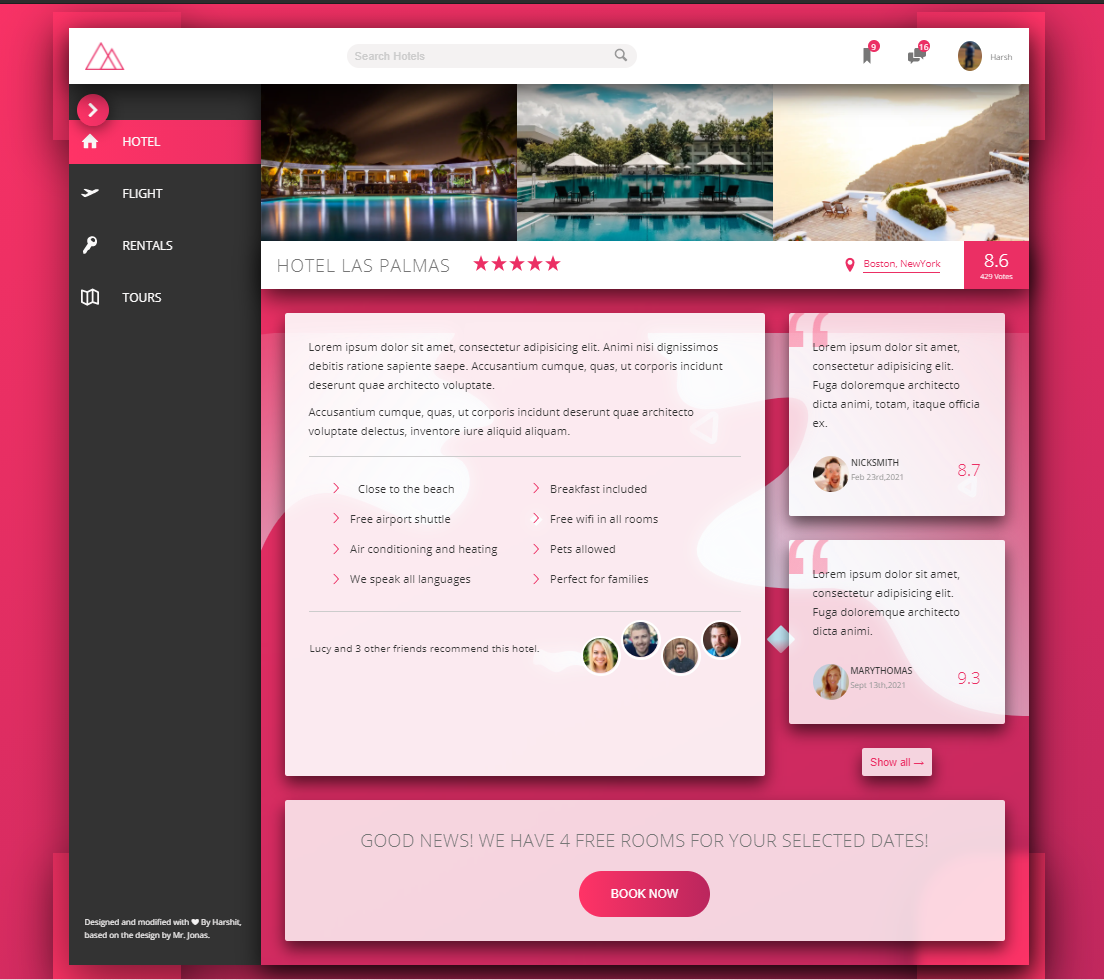 Search Hotels
9
16
Harsh
HOTEL
FLIGHT
RENTALS
TOURS
HOTEL LAS PALMAS
Boston, NewYork
8.6
429 Votes
Lorem ipsum dolor sit amet, consectetur adipisicing elit. Animi nisi dignissimos
debitis ratione sapiente saepe. Accusantium cumque, quas, ut corporis incidunt
deserunt quae architecto voluptate.
Accusantium cumque, quas, ut corporis incidunt deserunt quae architecto
voluptate delectus, inventore iure aliquid aliquam.
Close to the beach
Breakfast included
Free airport shuttle
Free wifi in all rooms
Air conditioning and heating
Pets allowed
We speak all languages
Perfect for families
Lucy and 3 other friends recommend this hotel.
“
Lorem ipsum dolor sit amet,
consectetur adipisicing elit.
Fuga doloremque architecto
dicta animi, totam, itaque officia
ex.
NICKSMITH
Feb 23rd,2021
8.7
“
Lorem ipsum dolor sit amet,
consectetur adipisicing elit.
Fuga doloremque architecto
dicta animi.
MARYTHOMAS
Sept 13th,2021
9.3
Show all →
GOOD NEWS! WE HAVE 4 FREE ROOMS FOR YOUR SELECTED DATES!
BOOK NOW
Designed and modified with ❤ By Harshit,
based on the design by Mr. Jonas.